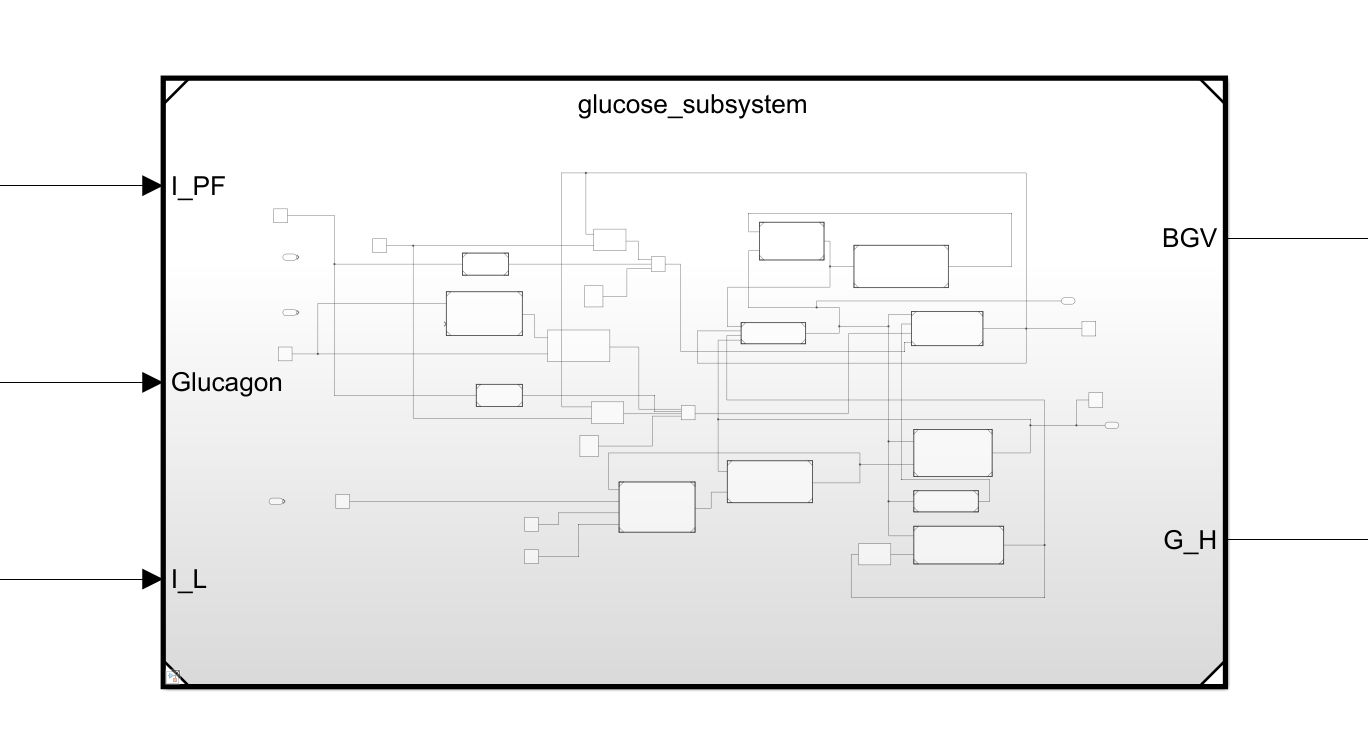 glucose_subsystem
I_PF
BGV
Glucagon
G_H
I_L